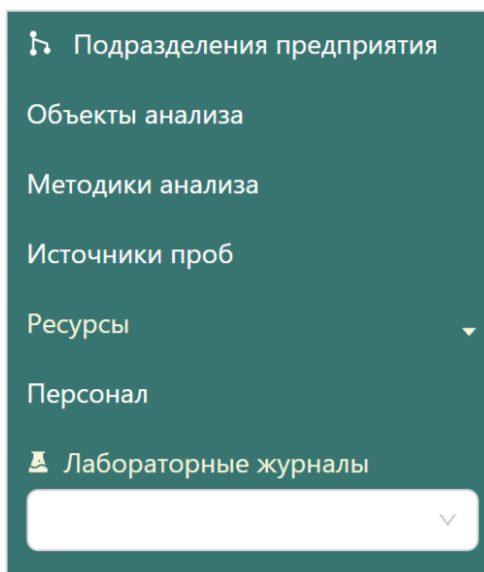 Подразделения предприятия
Объекты анализа
Методики анализа
Источники проб
Ресурсы
Персонал
Лабораторные журналы